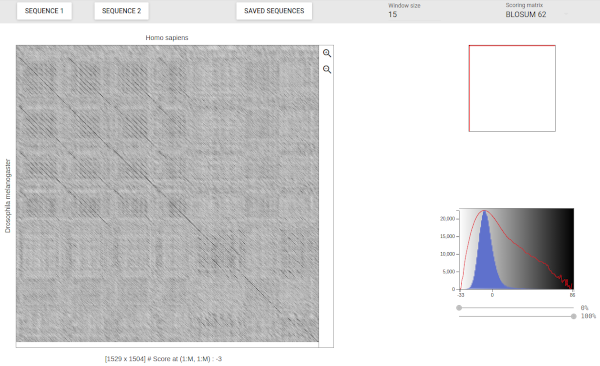 SEQUENCE 1 SEQUENCE 2 SAVED SEQUENCES
Window size
15
Scoring matrix
BLOSUM 62
Homo sapiens
Drosophila melanogaster
20,000
15,000
10,000
5,000
0
-33 0 86
0%
100%
[1529 x 1504] # Score at (1:M, 1:M) : -3